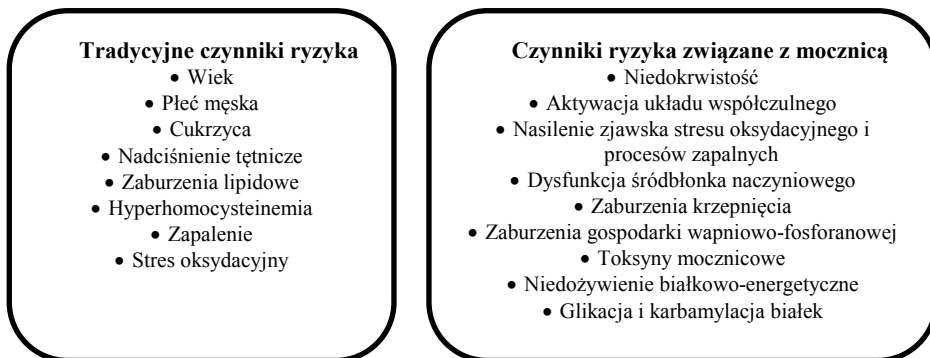 Tradycyjne czynniki ryzyka
• Wiek
• Płeć męska
• Cukrzyca
• Nadciśnienie tętnicze
• Zaburzenia lipidowe
• Hyperhomocysteinemia
• Zapalenie
• Stres oksydacyjny
Czynniki ryzyka związane z mocznicą
• Niedokrwistość
• Aktywacja układu współczulnego
• Nasilenie zjawska stresu oksydacyjnego i
procesów zapalnych
• Dysfunkcja śródbłonka naczyniowego
• Zaburzenia krzepnięcia
• Zaburzenia gospodarki wapniowo-fosforanowej
• Toksyny mocznicowe
• Niedożywienie białkowo-energetyczne
• Glikacja i karbamylacja białek